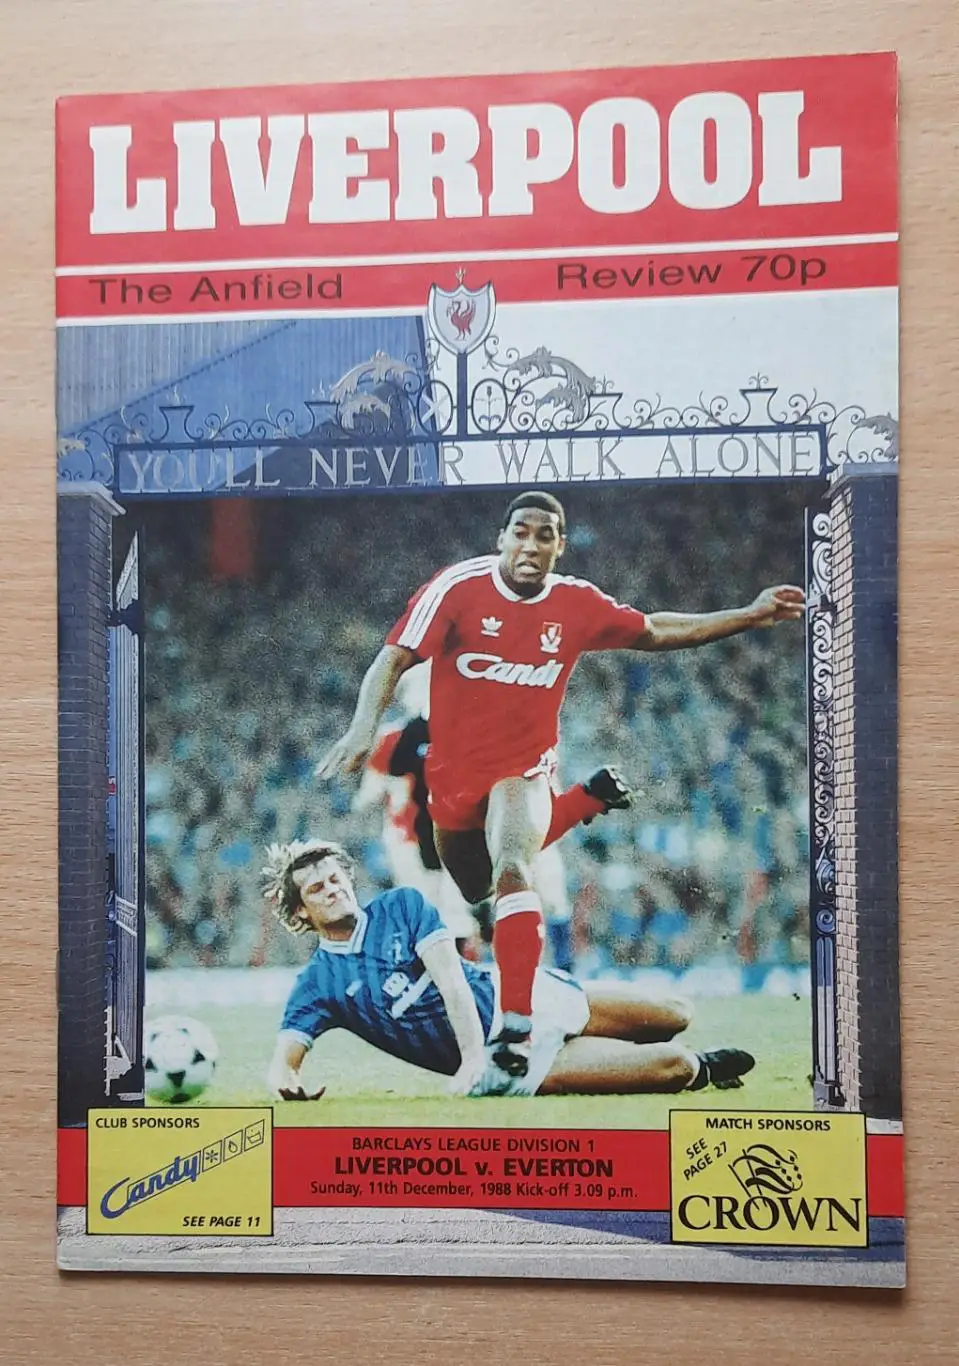 LIVERPOOL
The Anfield Review 70p
YOU'LL NEVER WALK ALONE
Candy
CLUB SPONSORS
Candy
SEE PAGE 11
BARCLAYS LEAGUE DIVISION 1
LIVERPOOL v. EVERTON
Sunday, 11th December, 1988 Kick-off 3.09 p.m.
MATCH SPONSORS
SEE
PAGE 27
CROWN